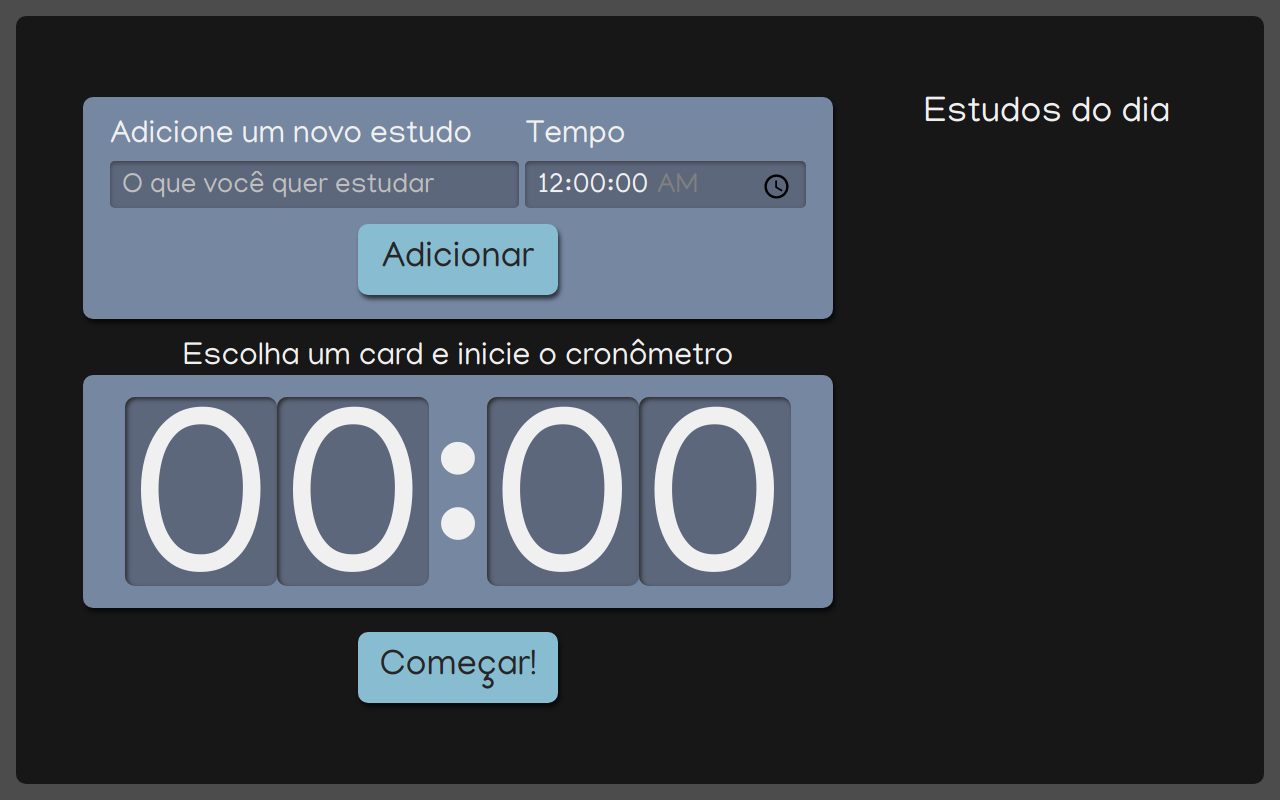 Adicione um novo estudo
Tempo
O que você quer estudar
12:00:00 AM
Adicionar
Escolha um card e inicie o cronômetro
00:00
Começar!
Estudos do dia